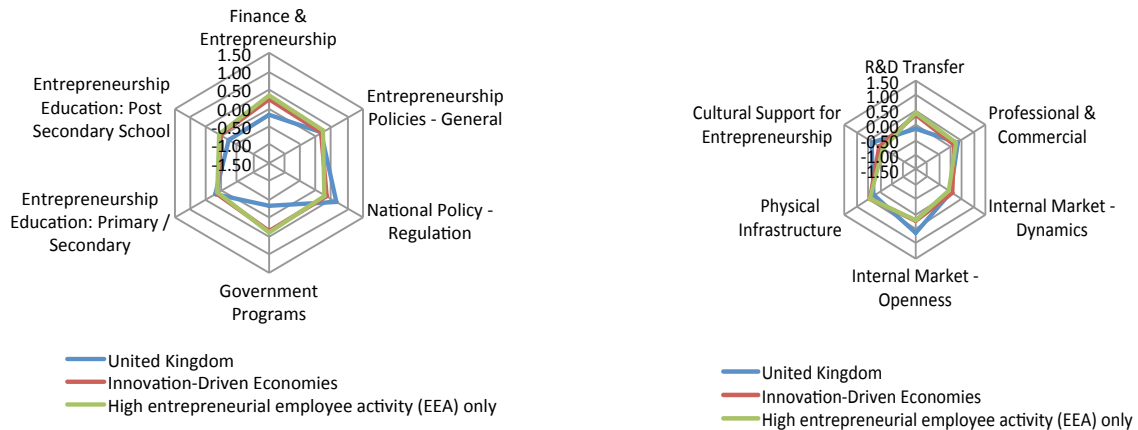 Finance &
Entrepreneurship
1.50
1.00
0.50
0.00
-0.50
-1.00
-1.50
Entrepreneurship
Policies - General
National Policy -
Regulation
Government
Programs
Entrepreneurship
Education: Primary /
Secondary
Entrepreneurship
Education: Post
Secondary School
United Kingdom
Innovation-Driven Economies
High entrepreneurial employee activity (EEA) only
R&D Transfer
1.50
1.00
0.50
0.00
-0.50
-1.00
-1.50
Professional &
Commercial
Internal Market -
Dynamics
Internal Market -
Openness
Physical
Infrastructure
Cultural Support for
Entrepreneurship
United Kingdom
Innovation-Driven Economies
High entrepreneurial employee activity (EEA) only